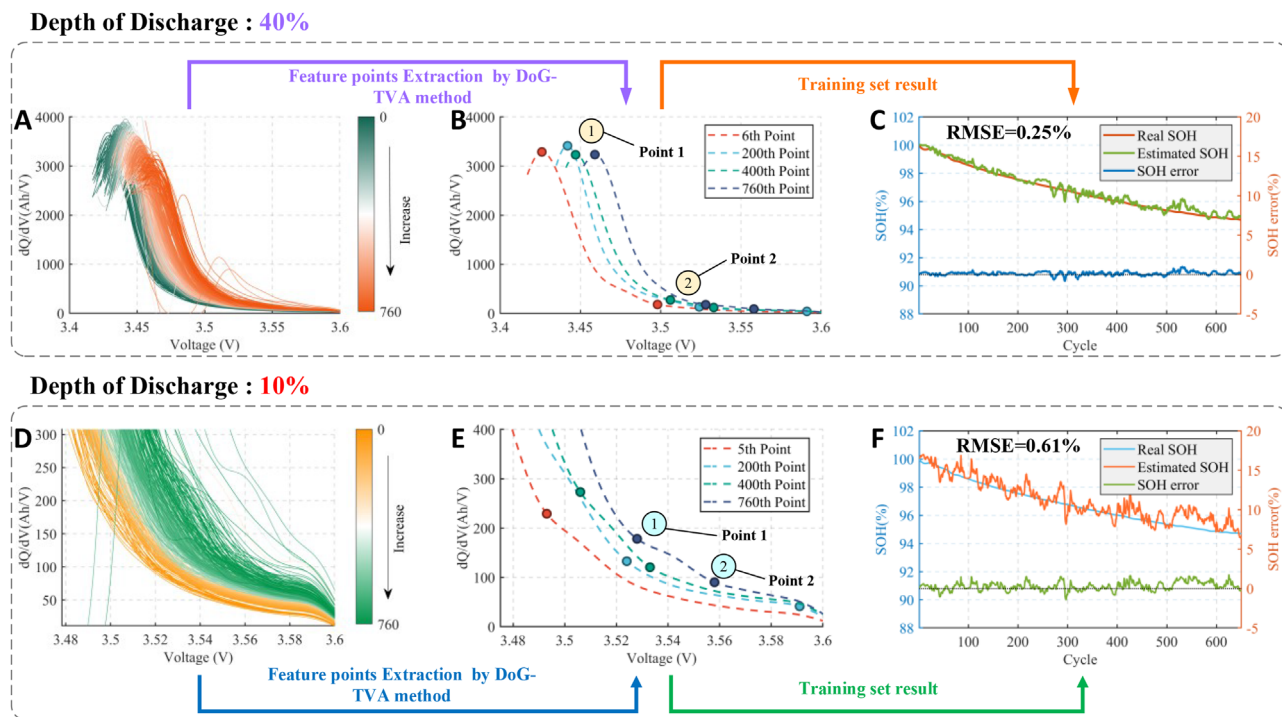 Depth of Discharge : 40%
Feature points Extraction by DoG-
TVA method
Training set result
A
4000
3000
2000
1000
0
3.4
3.45
3.5
3.55
3.6
dQ/dV(Ah/V)
Voltage (V)
0
Increase
760
B
4000
3000
2000
1000
0
3.4
3.45
3.5
3.55
3.6
dQ/dV(Ah/V)
Voltage (V)
1
Point 1
2
Point 2
6th Point
200th Point
400th Point
760th Point
C
RMSE=0.25%
Real SOH
Estimated SOH
SOH error
102
100
98
96
94
92
90
88
SOH(%)
20
15
10
5
0
-5
SOH error(%)
100
200
300
400
500
600
Cycle
Depth of Discharge : 10%
D
300
250
200
150
100
50
3.48
3.5
3.52
3.54
3.56
3.58
3.6
dQ/dV(Ah/V)
Voltage (V)
0
Increase
760
E
400
300
200
100
0
3.48
3.5
3.52
3.54
3.56
3.58
3.6
dQ/dV(Ah/V)
Voltage (V)
1
Point 1
2
Point 2
5th Point
200th Point
400th Point
760th Point
F
RMSE=0.61%
Real SOH
Estimated SOH
SOH error
102
100
98
96
94
92
90
88
SOH(%)
20
15
10
5
0
-5
SOH error(%)
100
200
300
400
500
600
Cycle
Feature points Extraction by DoG-
TVA method
Training set result